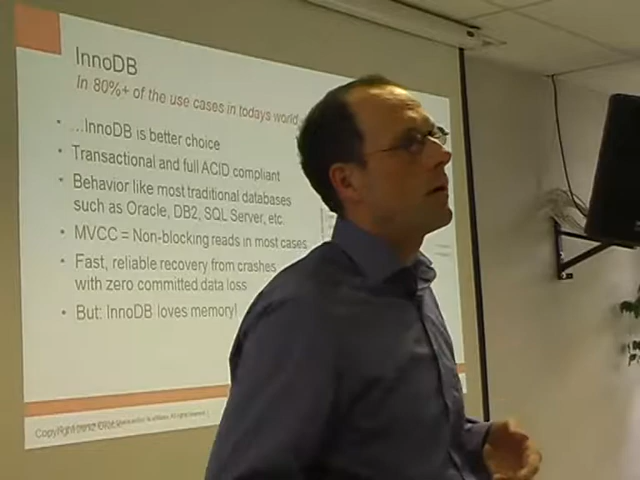 InnoDB
In 80%+ of the use cases in todays world
• …InnoDB is better choice
• Transactional and full ACID compliant
• Behavior like most traditional databases
such as Oracle, DB2, SQL Server, etc.
• MVCC = Non-blocking reads in most cases
• Fast, reliable recovery from crashes
with zero committed data loss
• But: InnoDB loves memory!